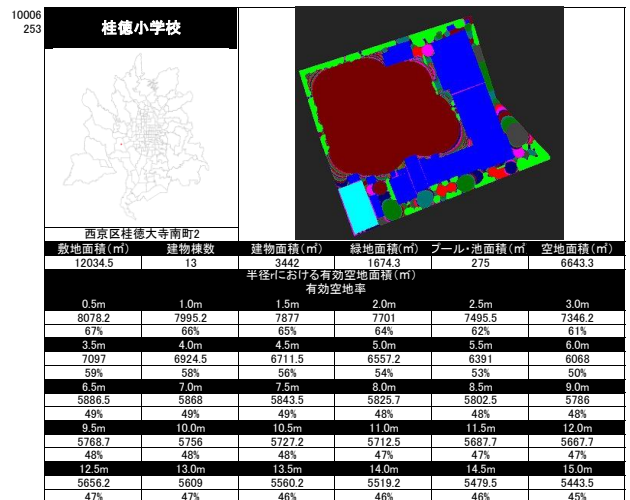 10006
253
桂徳小学校
西京区桂徳大寺南町2
敷地面積(㎡) 建物棟数 建物面積(㎡) 緑地面積(㎡) プール・池面積(㎡ 空地面積(㎡)
12034.5 13 3442 1674.3 275 6643.3
半径rにおける有効空地面積(㎡)
有効空地率
0.5m 1.0m 1.5m 2.0m 2.5m 3.0m
8078.2 7995.2 7877 7701 7495.5 7346.2
67% 66% 65% 64% 62% 61%
3.5m 4.0m 4.5m 5.0m 5.5m 6.0m
7097 6924.5 6711.5 6557.2 6391 6068
59% 58% 56% 54% 53% 50%
6.5m 7.0m 7.5m 8.0m 8.5m 9.0m
5886.5 5868 5843.5 5825.7 5802.5 5786
49% 49% 49% 48% 48% 48%
9.5m 10.0m 10.5m 11.0m 11.5m 12.0m
5768.7 5756 5727.2 5712.5 5687.7 5667.7
48% 48% 48% 47% 47% 47%
12.5m 13.0m 13.5m 14.0m 14.5m 15.0m
5656.2 5609 5560.2 5519.2 5479.5 5443.5
47% 47% 46% 46% 46% 45%